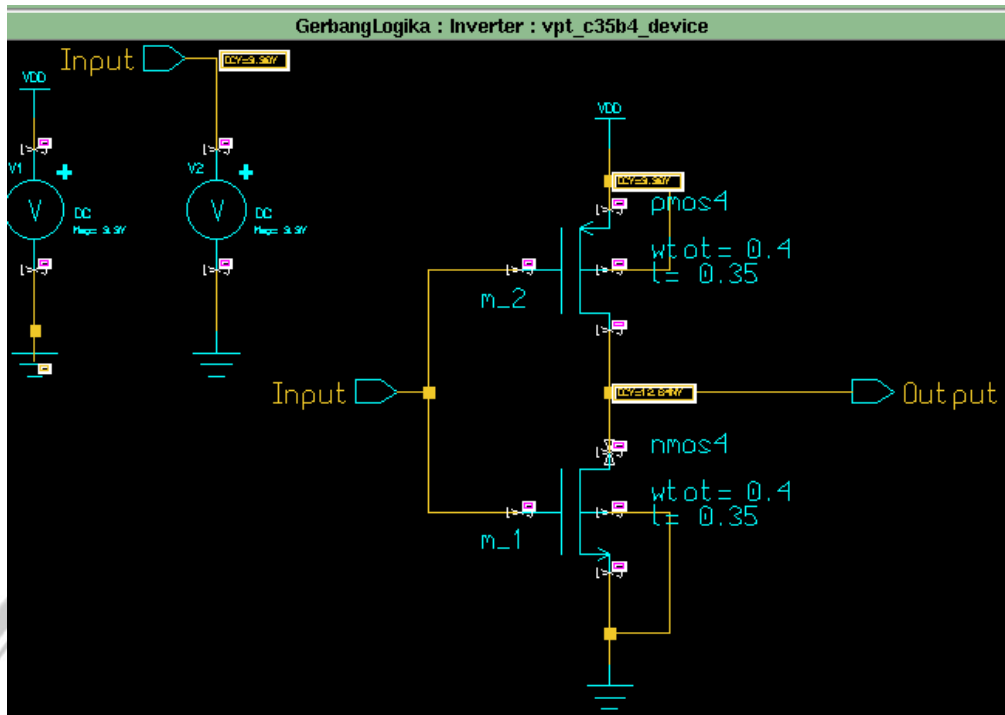 GerbangLogika : Inverter : vpt_c35b4_device
Input
VDD
V1
DC
V2
DC
VDD
pmos4
wtot= 0.4
l= 0.35
m_2
Input
Output
nmos4
wtot= 0.4
l= 0.35
m_1